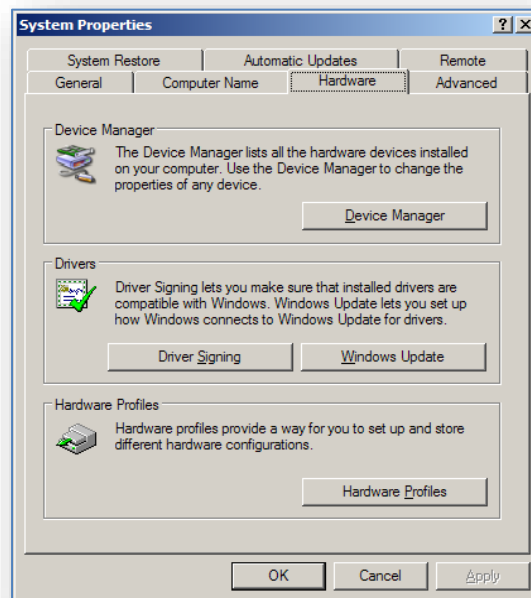 System Properties
System Restore
Automatic Updates
Remote
General
Computer Name
Hardware
Advanced
Device Manager
The Device Manager lists all the hardware devices installed
on your computer. Use the Device Manager to change the
properties of any device.
Device Manager
Drivers
Driver Signing lets you make sure that installed drivers are
compatible with Windows. Windows Update lets you set up
how Windows connects to Windows Update for drivers.
Driver Signing
Windows Update
Hardware Profiles
Hardware profiles provide a way for you to set up and store
different hardware configurations.
Hardware Profiles
OK
Cancel
Apply